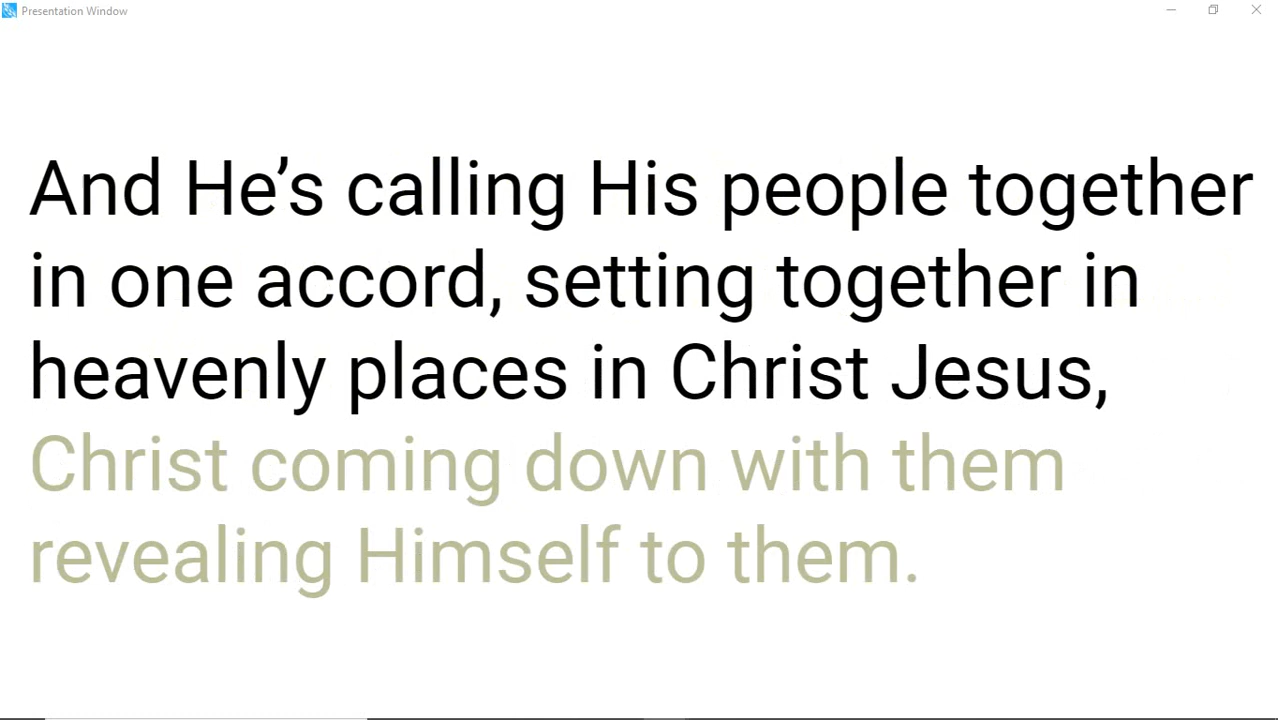 Presentation Window
And He’s calling His people together
in one accord, setting together in
heavenly places in Christ Jesus,
Christ coming down with them
revealing Himself to them.